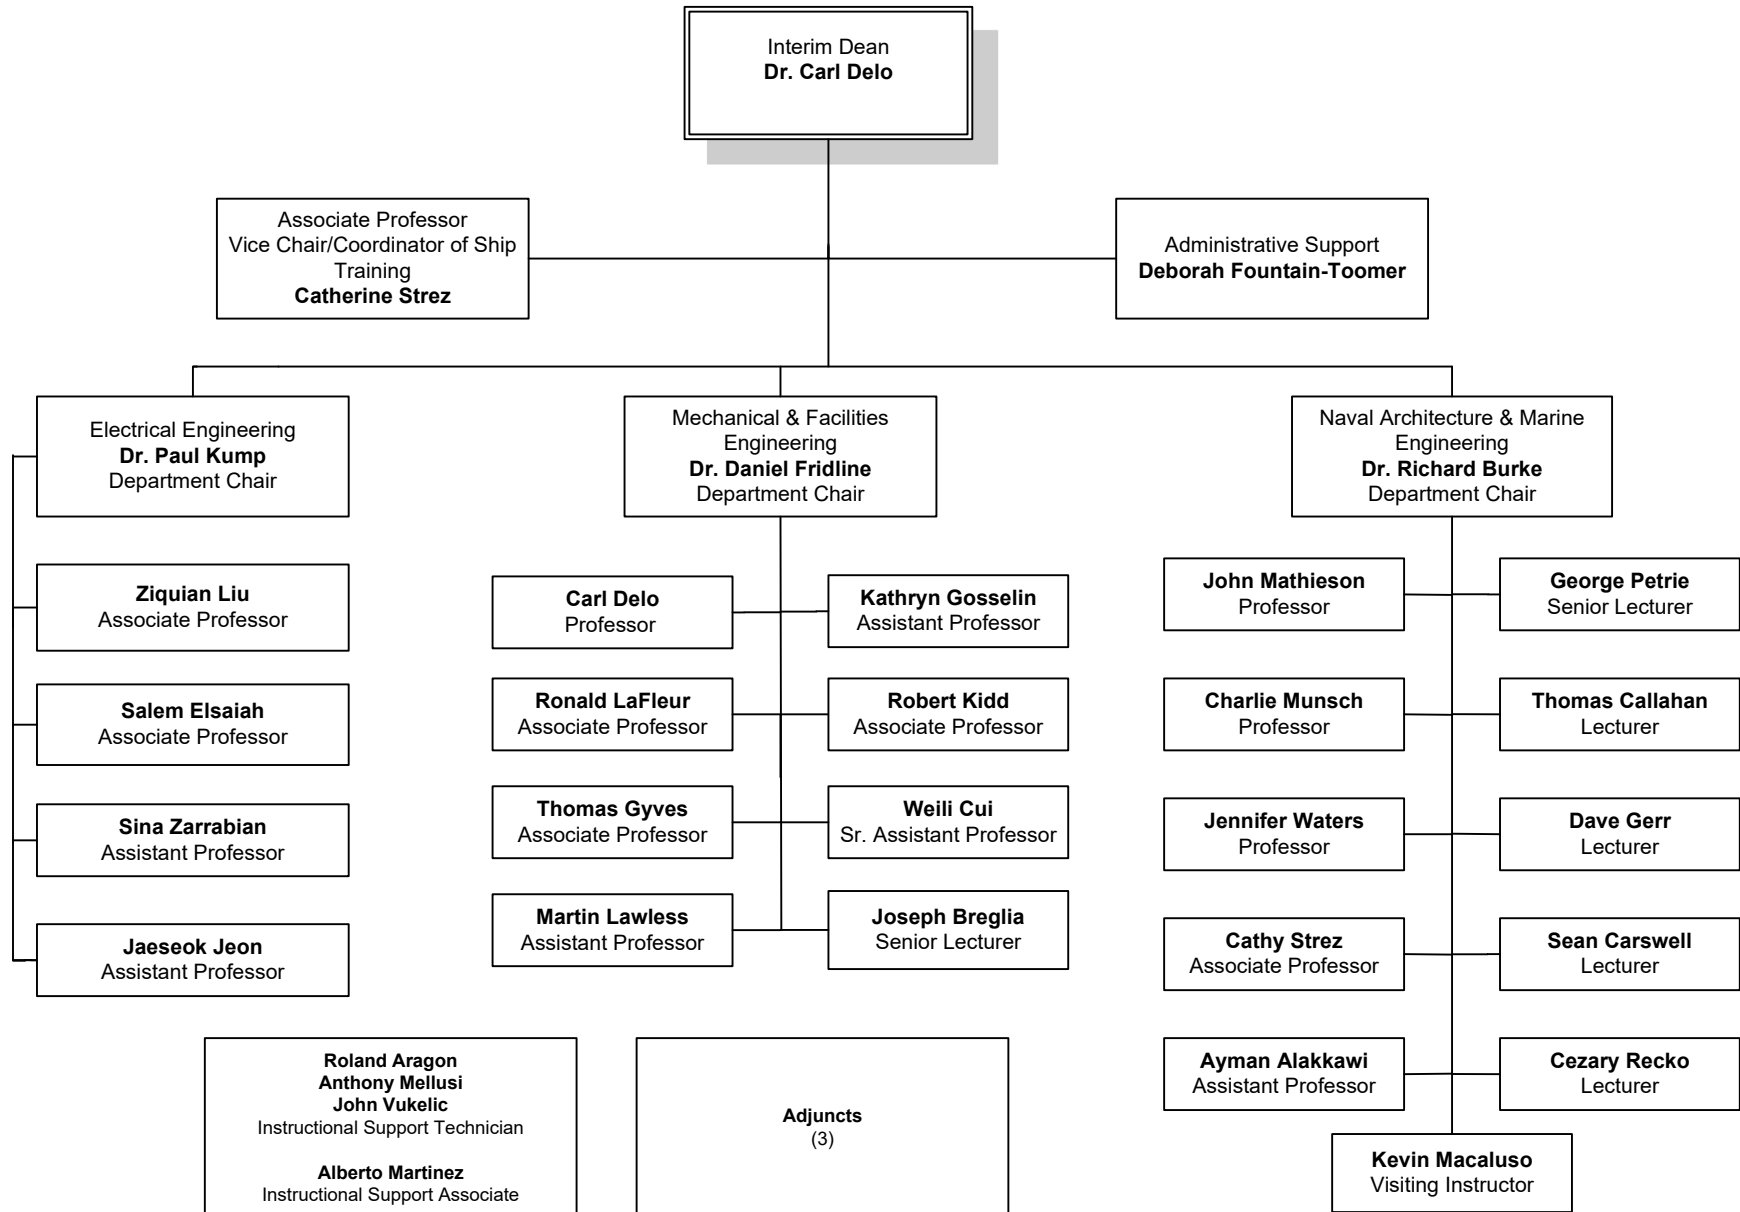 Interim Dean
Dr. Carl Delo
Associate Professor
Vice Chair/Coordinator of Ship
Training
Catherine Strez
Administrative Support
Deborah Fountain-Toomer
Electrical Engineering
Dr. Paul Kump
Department Chair
Mechanical & Facilities
Engineering
Dr. Daniel Fridline
Department Chair
Naval Architecture & Marine
Engineering
Dr. Richard Burke
Department Chair
Ziquian Liu
Associate Professor
Salem Elsaiah
Associate Professor
Sina Zarrabian
Assistant Professor
Jaeseok Jeon
Assistant Professor
Carl Delo
Professor
Kathryn Gosselin
Assistant Professor
Ronald LaFleur
Associate Professor
Robert Kidd
Associate Professor
Thomas Gyves
Associate Professor
Weili Cui
Sr. Assistant Professor
Martin Lawless
Assistant Professor
Joseph Breglia
Senior Lecturer
John Mathieson
Professor
George Petrie
Senior Lecturer
Charlie Munsch
Professor
Thomas Callahan
Lecturer
Jennifer Waters
Professor
Dave Gerr
Lecturer
Cathy Strez
Associate Professor
Sean Carswell
Lecturer
Ayman Alakkawi
Assistant Professor
Cezary Recko
Lecturer
Kevin Macaluso
Visiting Instructor
Roland Aragon
Anthony Mellusi
John Vukelic
Instructional Support Technician
Alberto Martinez
Instructional Support Associate
Adjuncts
(3)